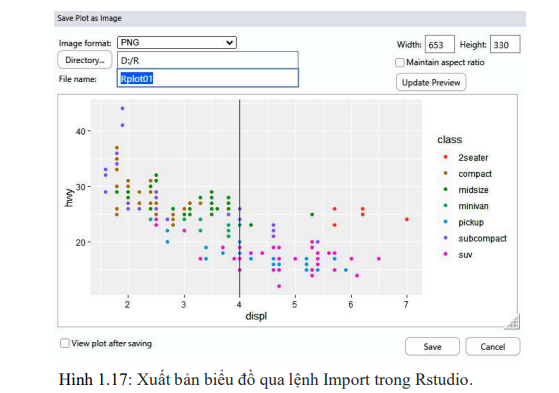 Save Plot as Image
Image format: PNG
Width: 653 Height: 330
Directory... D:/R
Maintain aspect ratio
File name: Rplot01
Update Preview
class
2seater
compact
midsize
minivan
pickup
subcompact
suv
hwy
40
30
20
2 3 4 5 6 7
displ
View plot after saving
Save Cancel
Hình 1.17: Xuất bản biểu đồ qua lệnh Import trong Rstudio.